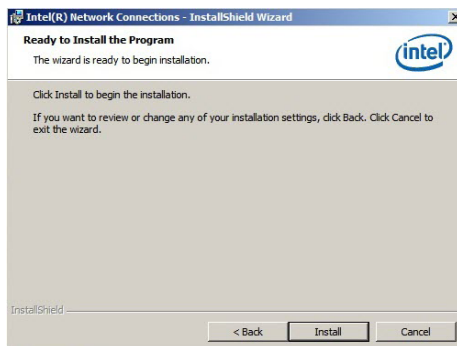 Intel(R) Network Connections - InstallShield Wizard
Ready to Install the Program
The wizard is ready to begin installation.
intel
Click Install to begin the installation.
If you want to review or change any of your installation settings, click Back. Click Cancel to
exit the wizard.
InstallShield
< Back
Install
Cancel